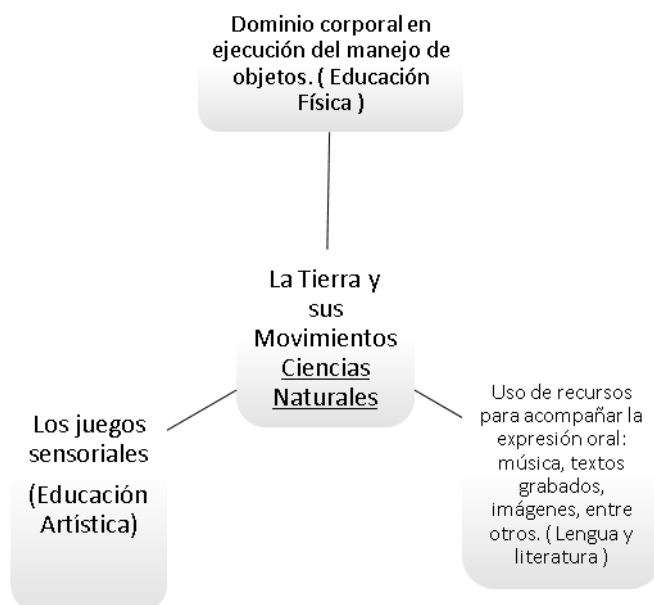 Dominio corporal en
ejecución del manejo de
objetos. ( Educación
Física )
La Tierra y
sus
Movimientos
Ciencias
Naturales
Los juegos
sensoriales
(Educación
Artística)
Uso de recursos
para acompañar la
expresión oral:
música, textos
grabados,
imágenes, entre
otros. ( Lengua y
literatura )